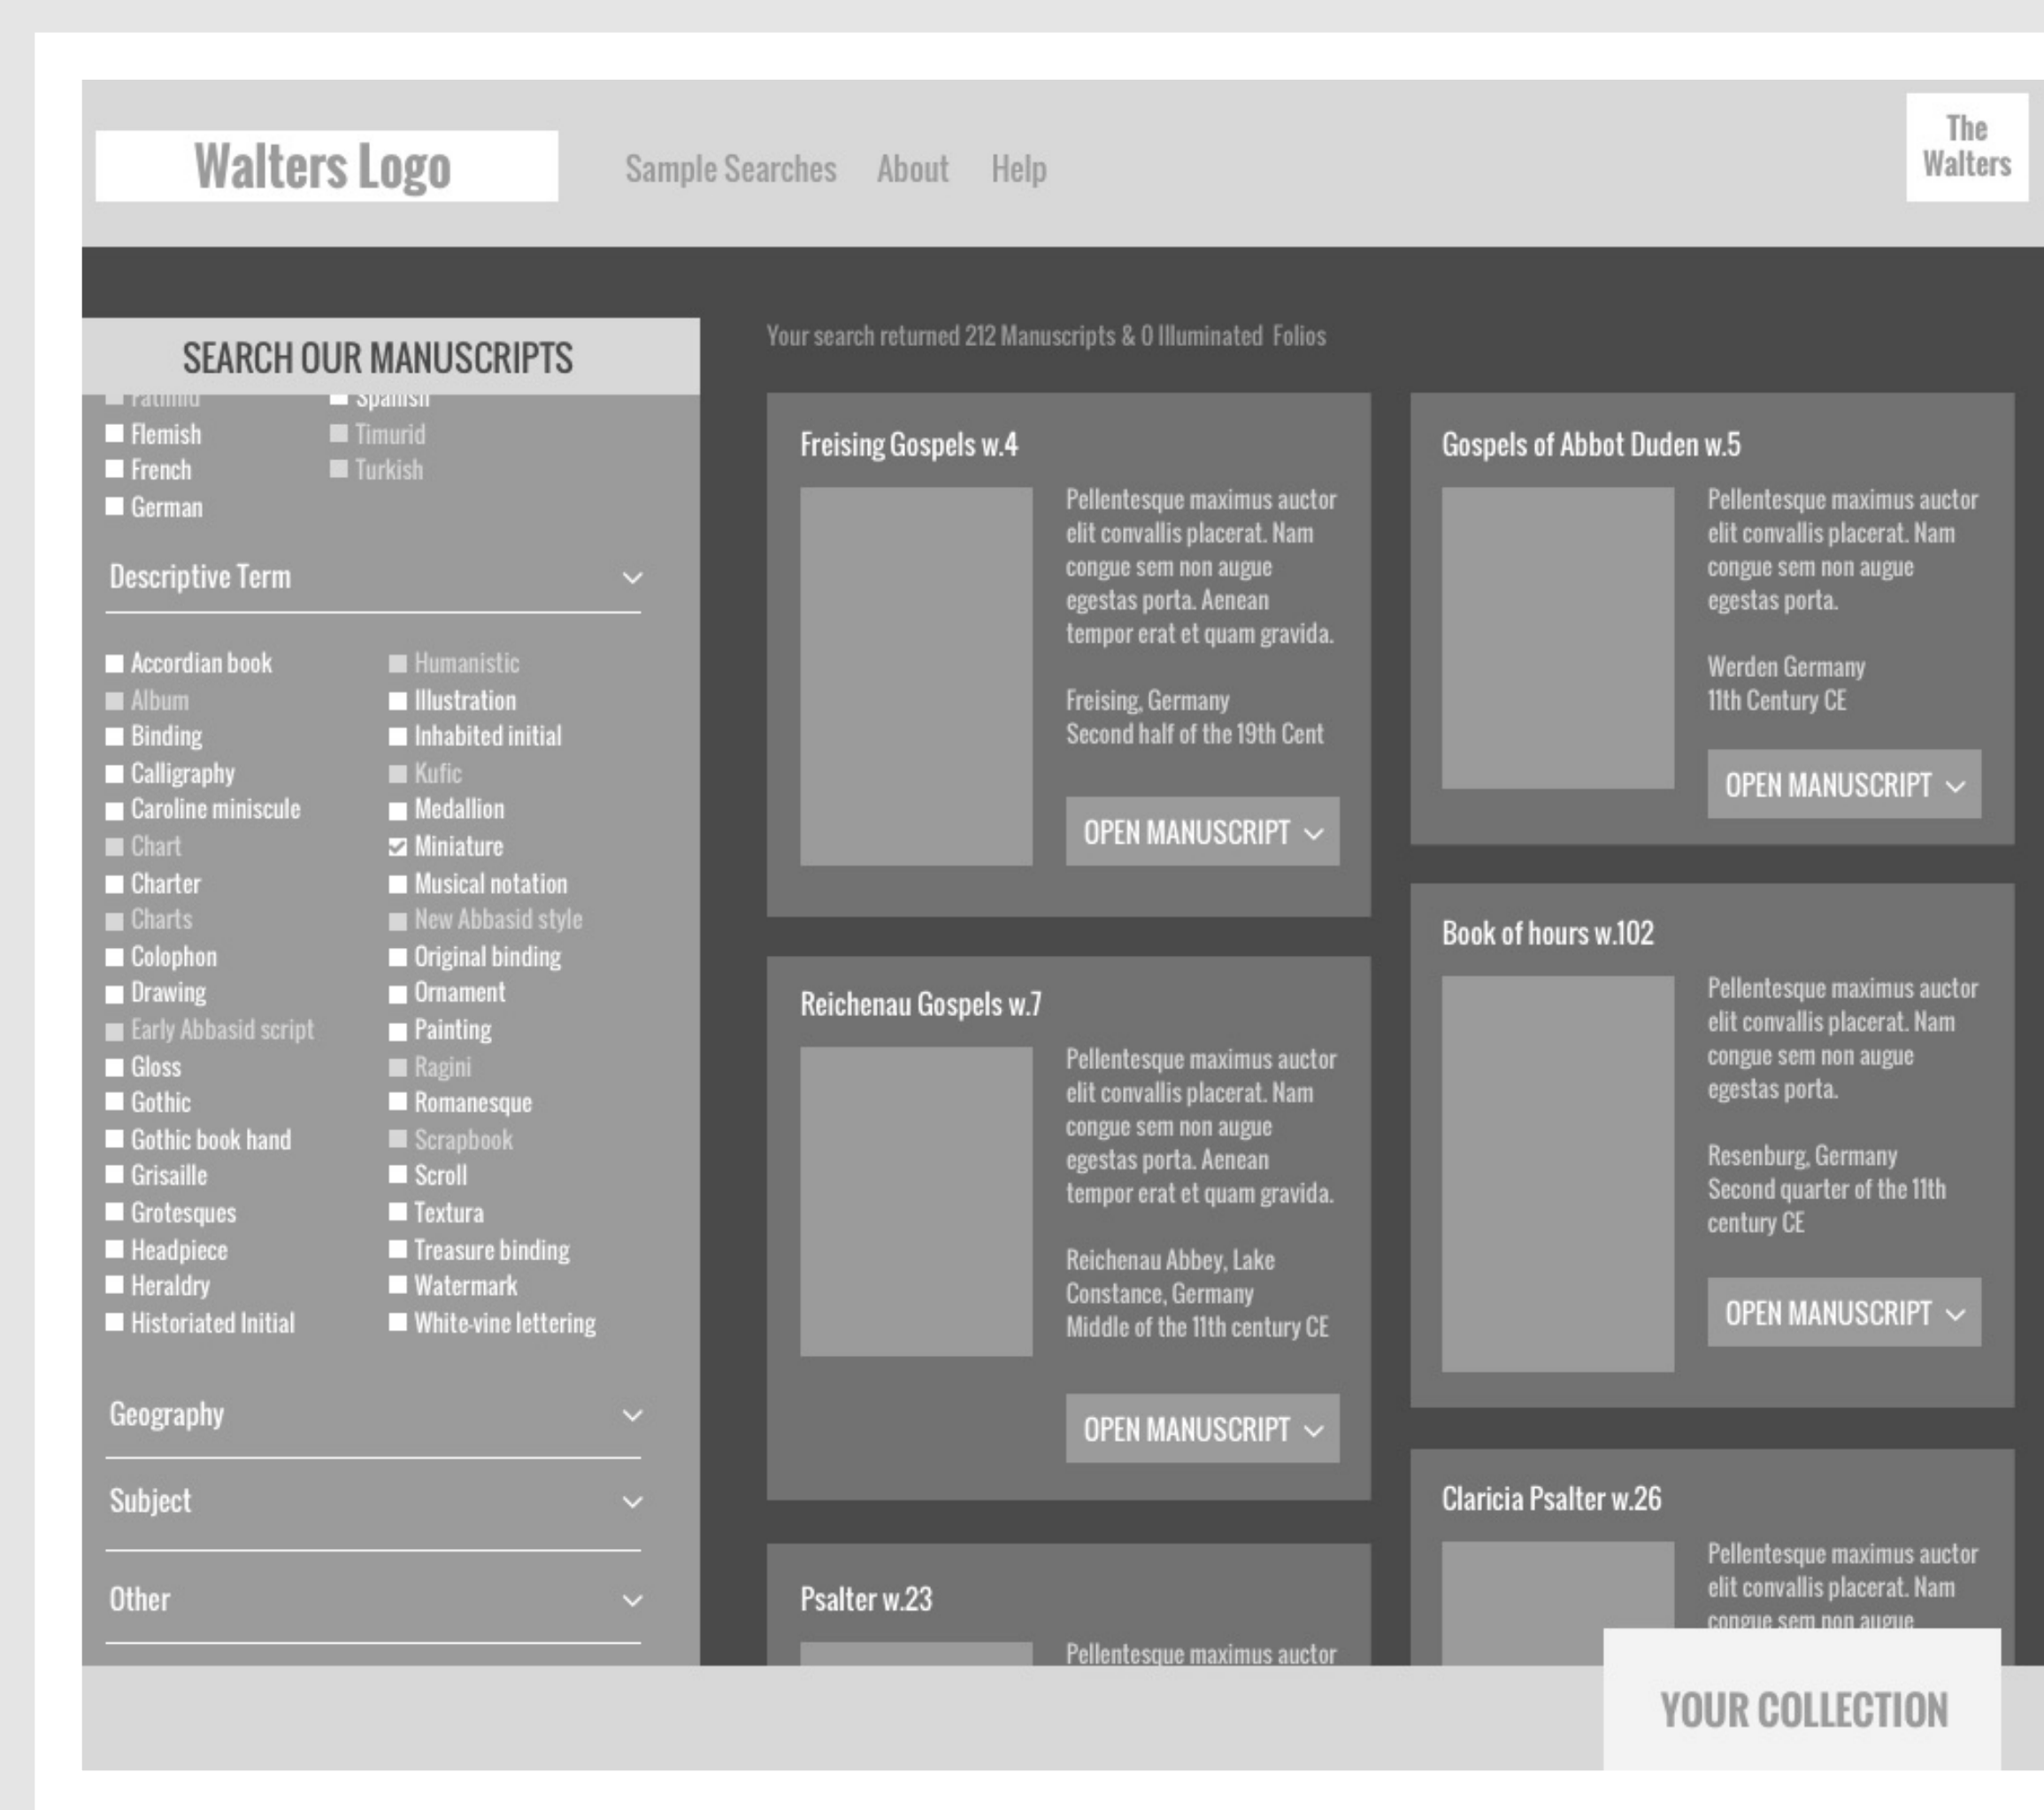 Walters Logo
Sample Searches
About
Help
The
Walters
SEARCH OUR MANUSCRIPTS
Fatimid
Flemish
French
German
Spanish
Timurid
Turkish
Descriptive Term
Accordian book
Album
Binding
Calligraphy
Caroline miniscule
Chart
Charter
Charts
Colophon
Drawing
Early Abbasid script
Gloss
Gothic
Gothic book hand
Grisaille
Grotesques
Headpiece
Heraldry
Historiated Initial
Humanistic
Illustration
Inhabited initial
Kufic
Medallion
Miniature
Musical notation
New Abbasid style
Original binding
Ornament
Painting
Ragini
Romanesque
Scrapbook
Scroll
Textura
Treasure binding
Watermark
White-vine lettering
Geography
Subject
Other
Your search returned 212 Manuscripts & 0 Illuminated Folios
Freising Gospels w.4
Pellentesque maximus auctor
elit convallis placerat. Nam
congue sem non augue
egestas porta. Aenean
tempor erat et quam gravida.
Freising, Germany
Second half of the 19th Cent
OPEN MANUSCRIPT
Reichenau Gospels w.7
Pellentesque maximus auctor
elit convallis placerat. Nam
congue sem non augue
egestas porta. Aenean
tempor erat et quam gravida.
Reichenau Abbey, Lake
Constance, Germany
Middle of the 11th century CE
OPEN MANUSCRIPT
Psalter w.23
Pellentesque maximus auctor
Gospels of Abbot Duden w.5
Pellentesque maximus auctor
elit convallis placerat. Nam
congue sem non augue
egestas porta.
Werden Germany
11th Century CE
OPEN MANUSCRIPT
Book of hours w.102
Pellentesque maximus auctor
elit convallis placerat. Nam
congue sem non augue
egestas porta.
Resenburg, Germany
Second quarter of the 11th
century CE
OPEN MANUSCRIPT
Claricia Psalter w.26
Pellentesque maximus auctor
elit convallis placerat. Nam
congue sem non augue
YOUR COLLECTION